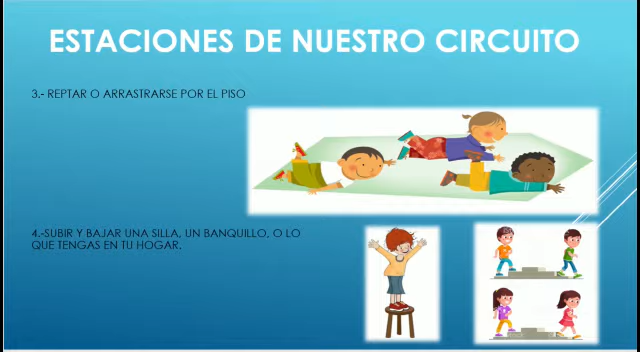 ESTACIONES DE NUESTRO CIRCUITO
3.- REPTAR O ARRASTRARSE POR EL PISO
4.-SUBIR Y BAJAR UNA SILLA, UN BANQUILLO, O LO
QUE TENGAS EN TU HOGAR.